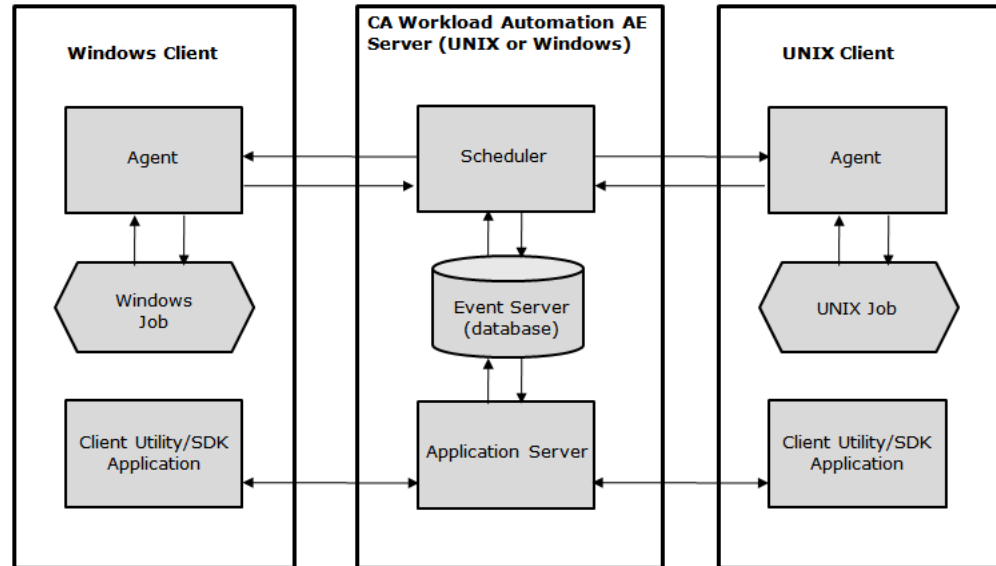 Windows Client
CA Workload Automation AE
Server (UNIX or Windows)
UNIX Client
Agent
Scheduler
Agent
Windows
Job
Event Server
(database)
UNIX Job
Client Utility/SDK
Application
Application Server
Client Utility/SDK
Application